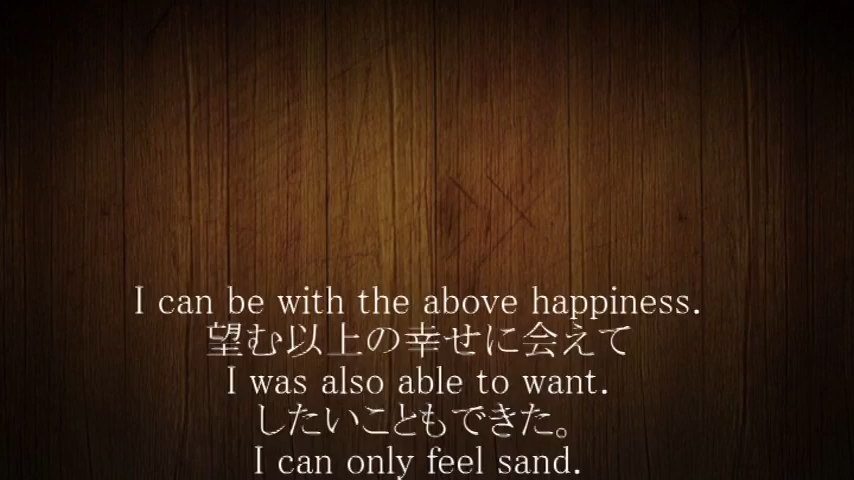 I can be with the above happiness.
望む以上の幸せに会えて
I was also able to want.
したいこともできた。
I can only feel sand.